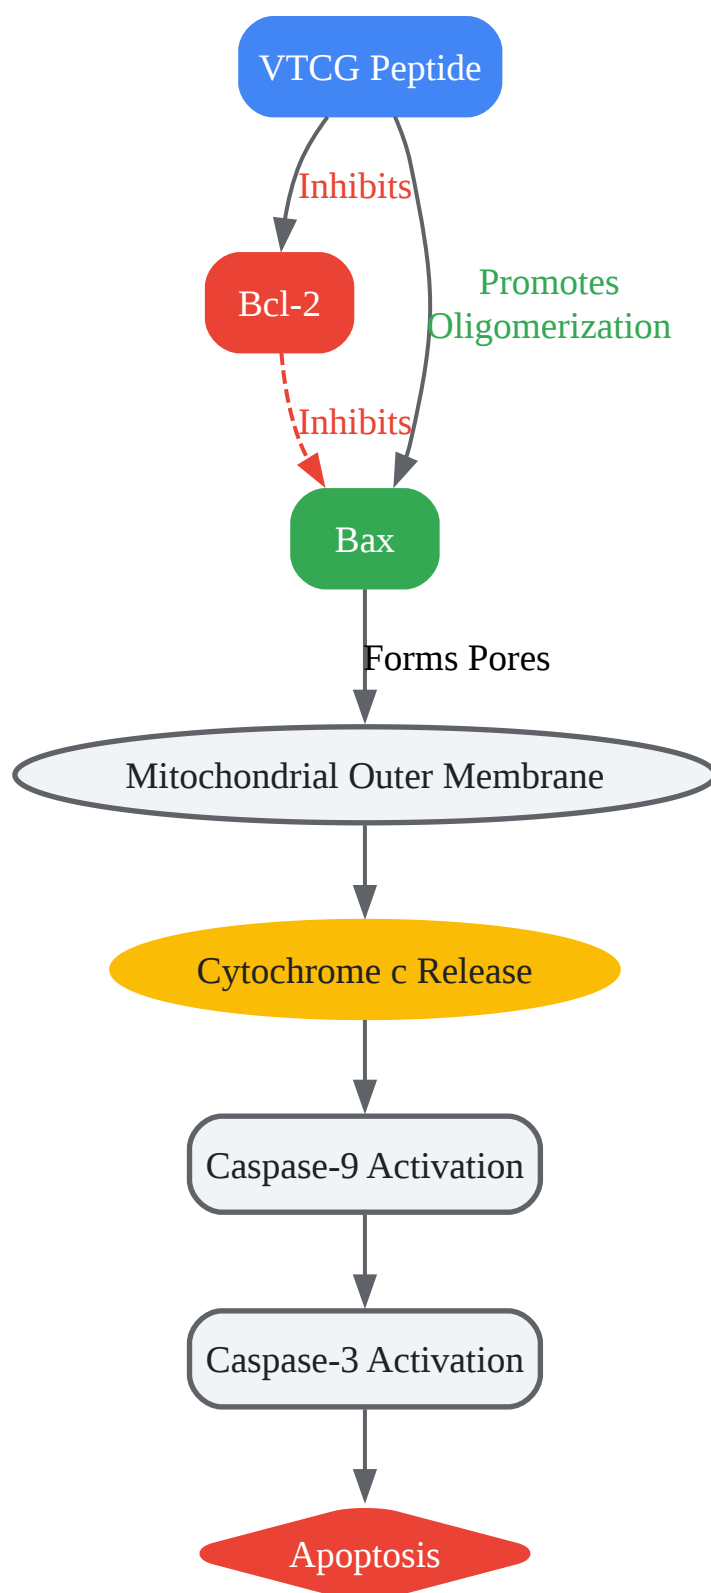 VTCG Peptide
Inhibits
Promotes
Oligomerization
Bcl-2
Inhibits
Bax
Forms Pores
Mitochondrial Outer Membrane
Cytochrome c Release
Caspase-9 Activation
Caspase-3 Activation
Apoptosis